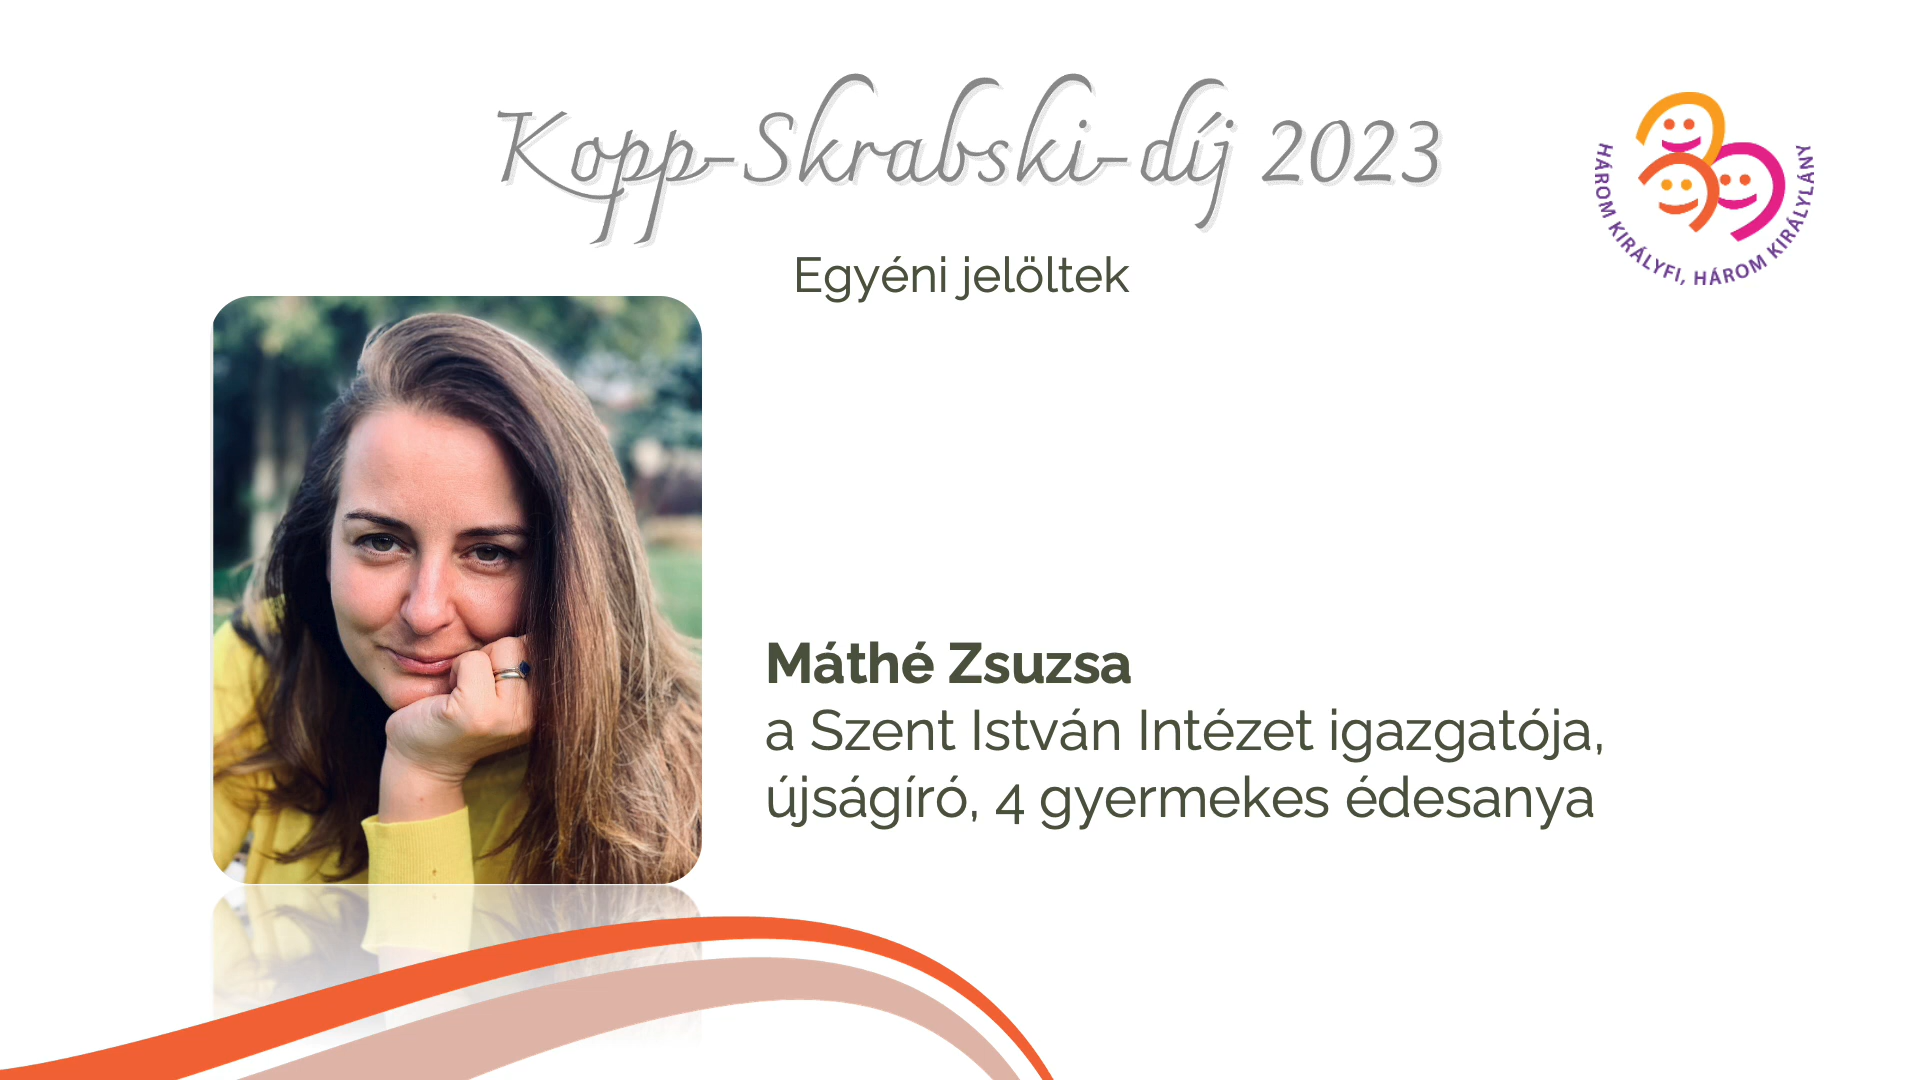 Kopp-Skrabski-díj 2023
HÁROM KIRÁLYFI, HÁROM KIRÁLYLÁNY
Egyéni jelöltek
Máthé Zsuzsa
a Szent István Intézet igazgatója,
újságíró, 4 gyermekes édesanya